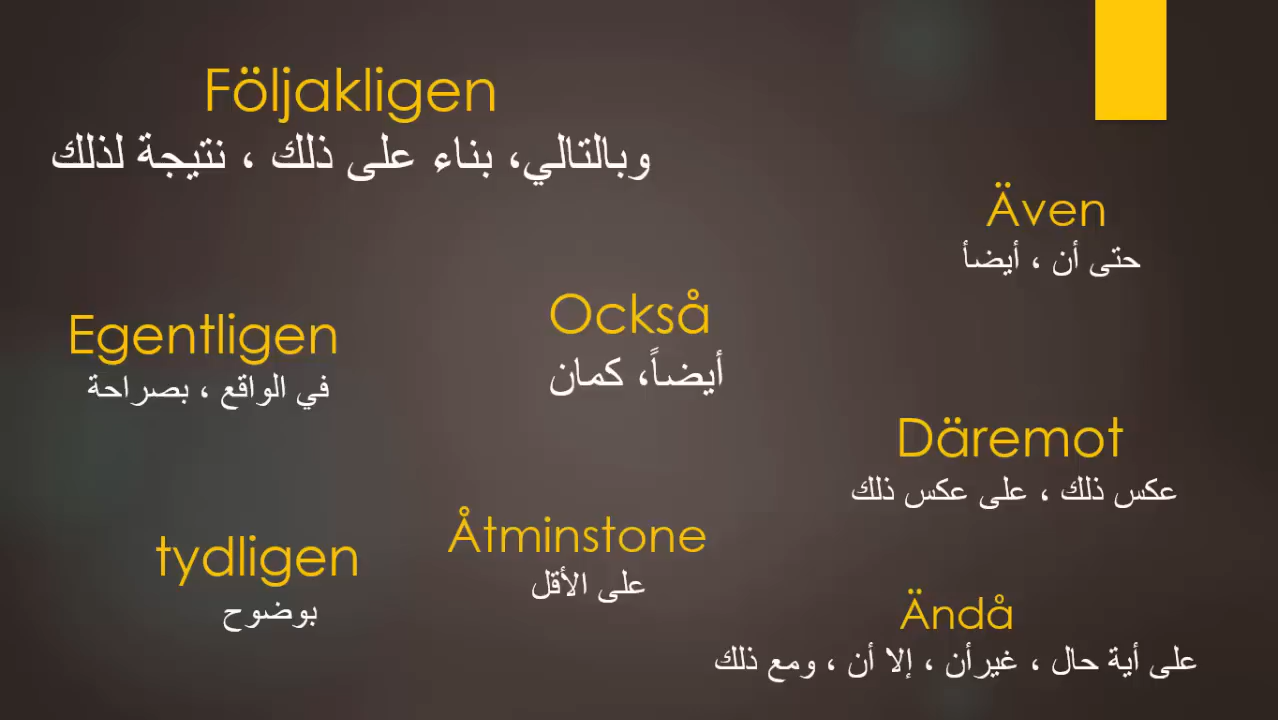 Följakligen
وبالتالي، بناء على ذلك ، نتيجة لذلك
Även
حتى أن ، أيضأ
Också
أيضاً، كمان
Egentligen
في الواقع ، بصراحة
Däremot
عكس ذلك ، على عكس ذلك
Åtminstone
على الأقل
tydligen
بوضوح
Ändå
على أية حال ، غيرأن ، إلا أن ، ومع ذلك